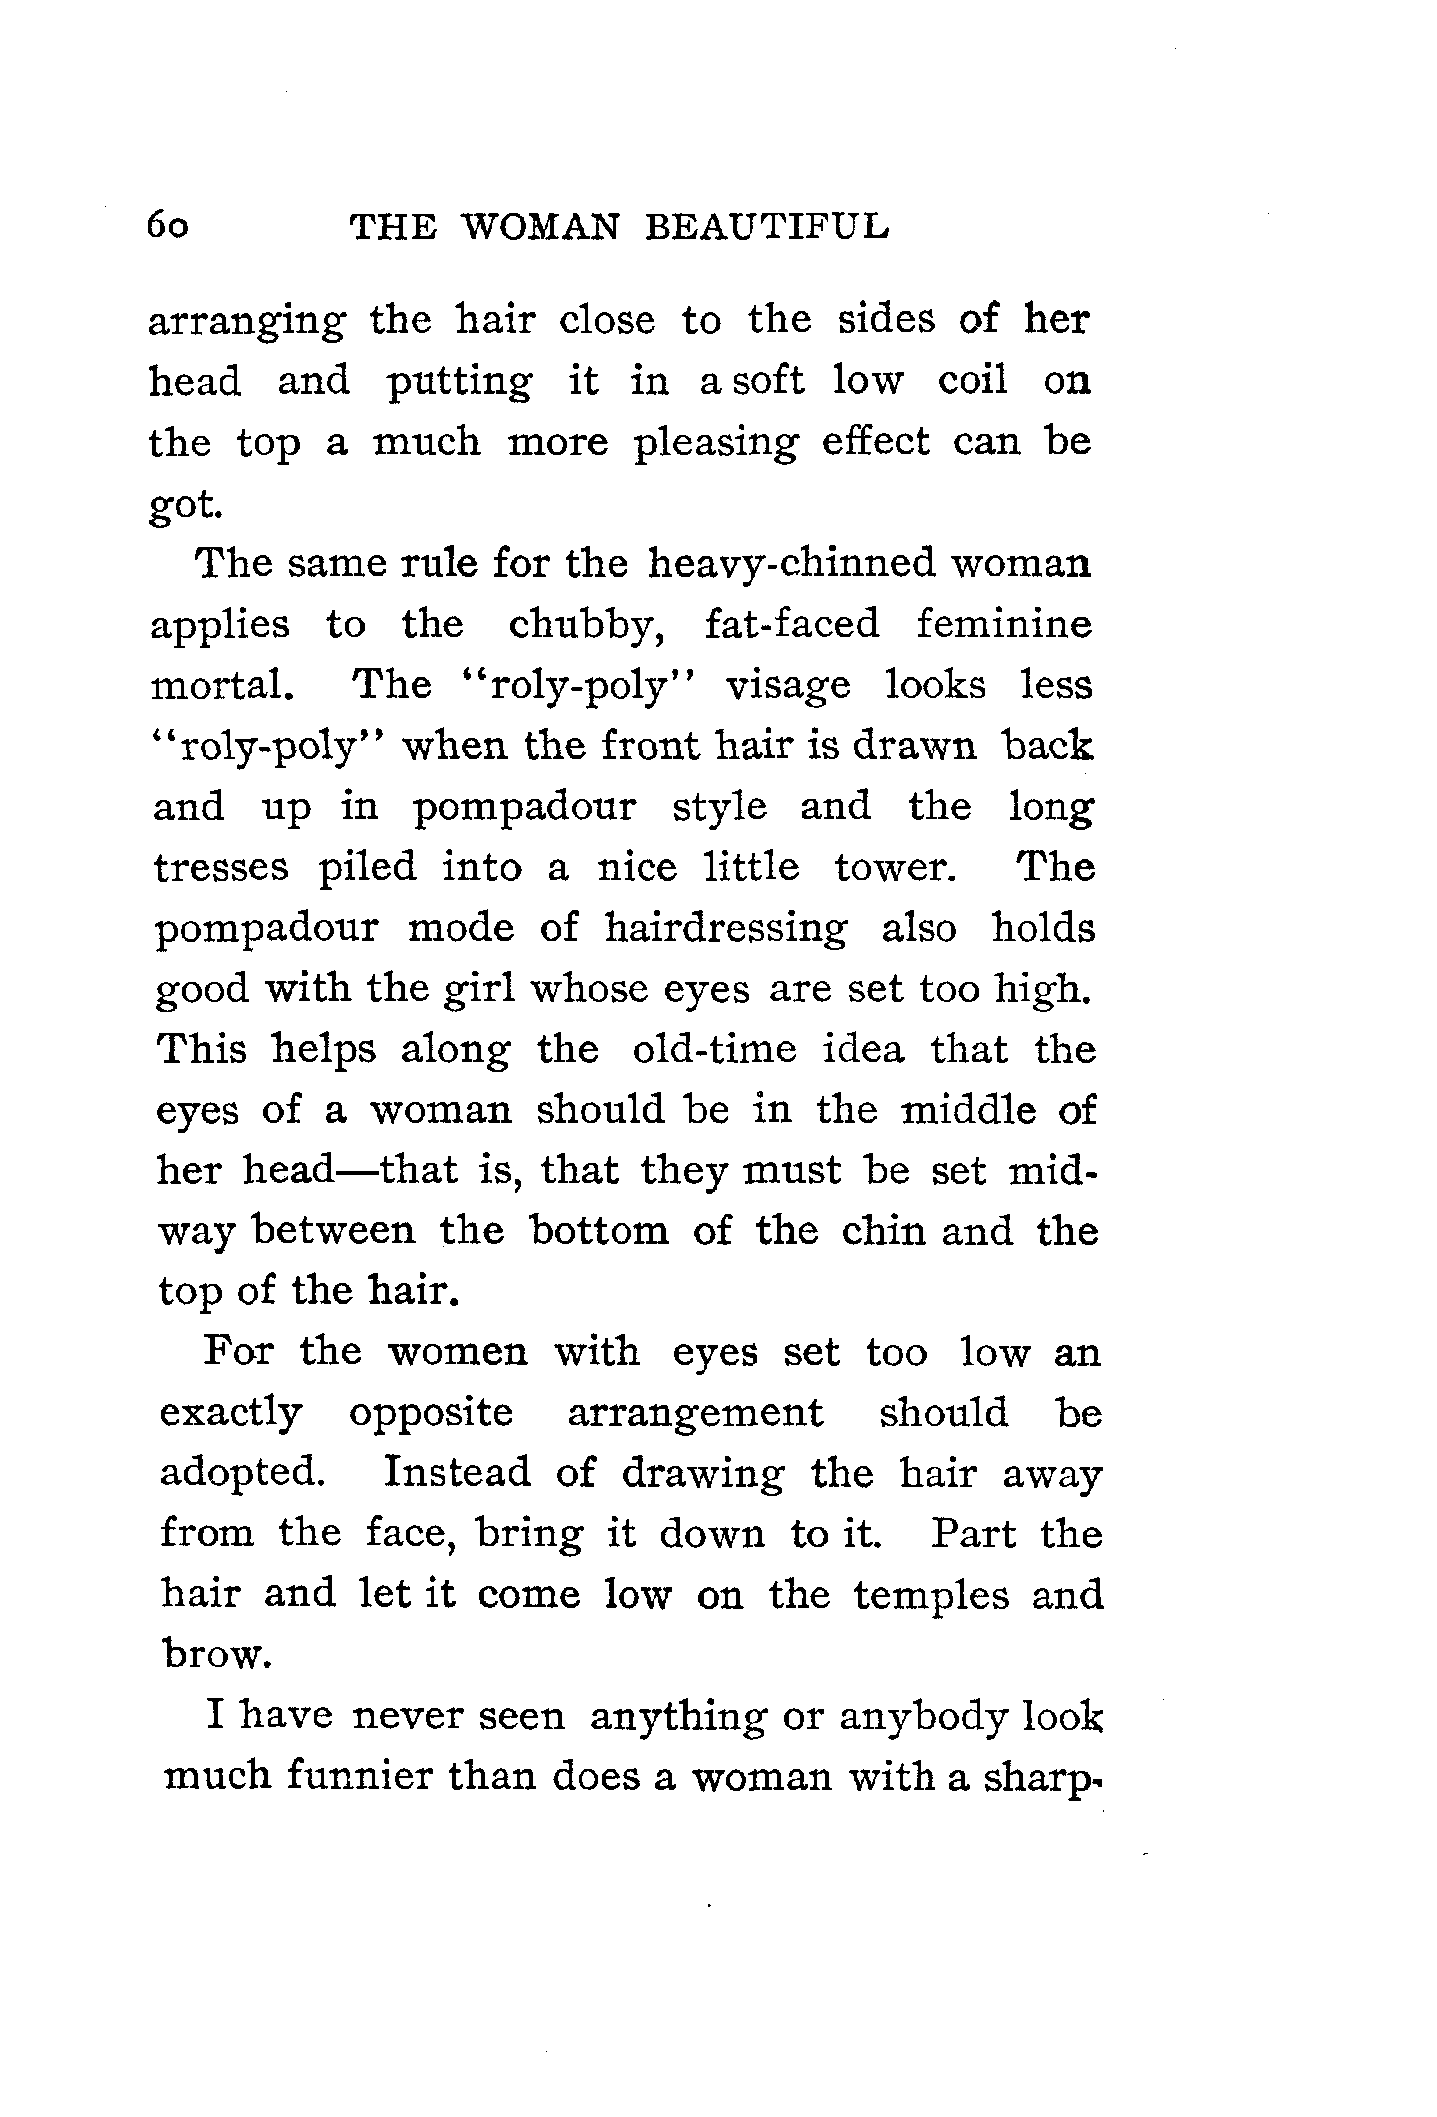 60 THE WOMAN BEAUTIFUL
arranging the hair close to the sides of her
head and putting it in a soft low coil on
the top a much more pleasing effect can be
got.
The same rule for the heavy-chinned woman
applies to the chubby, fat-faced feminine
mortal. The "roly-poly" visage looks less
"roly-poly" when the front hair is drawn back
and up in pompadour style and the long
tresses piled into a nice little tower. The
pompadour mode of hairdressing also holds
good with the girl whose eyes are set too high.
This helps along the old-time idea that the
eyes of a woman should be in the middle of
her head—that is, that they must be set mid-
way between the bottom of the chin and the
top of the hair.
For the women with eyes set too low an
exactly opposite arrangement should be
adopted. Instead of drawing the hair away
from the face, bring it down to it. Part the
hair and let it come low on the temples and
brow.
I have never seen anything or anybody look
much funnier than does a woman with a sharp-